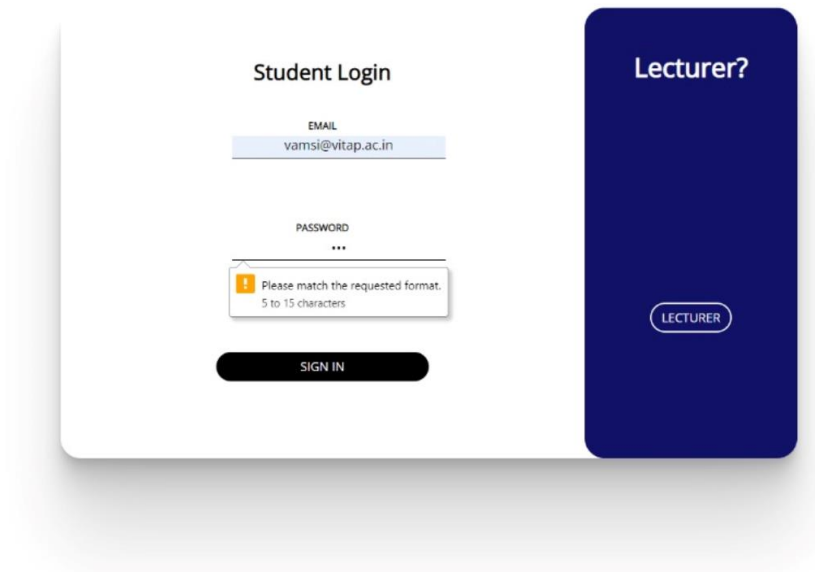 Student Login
EMAIL
vamsi@vitap.ac.in
PASSWORD
•••
Please match the requested format.
5 to 15 characters
SIGN IN
Lecturer?
LECTURER